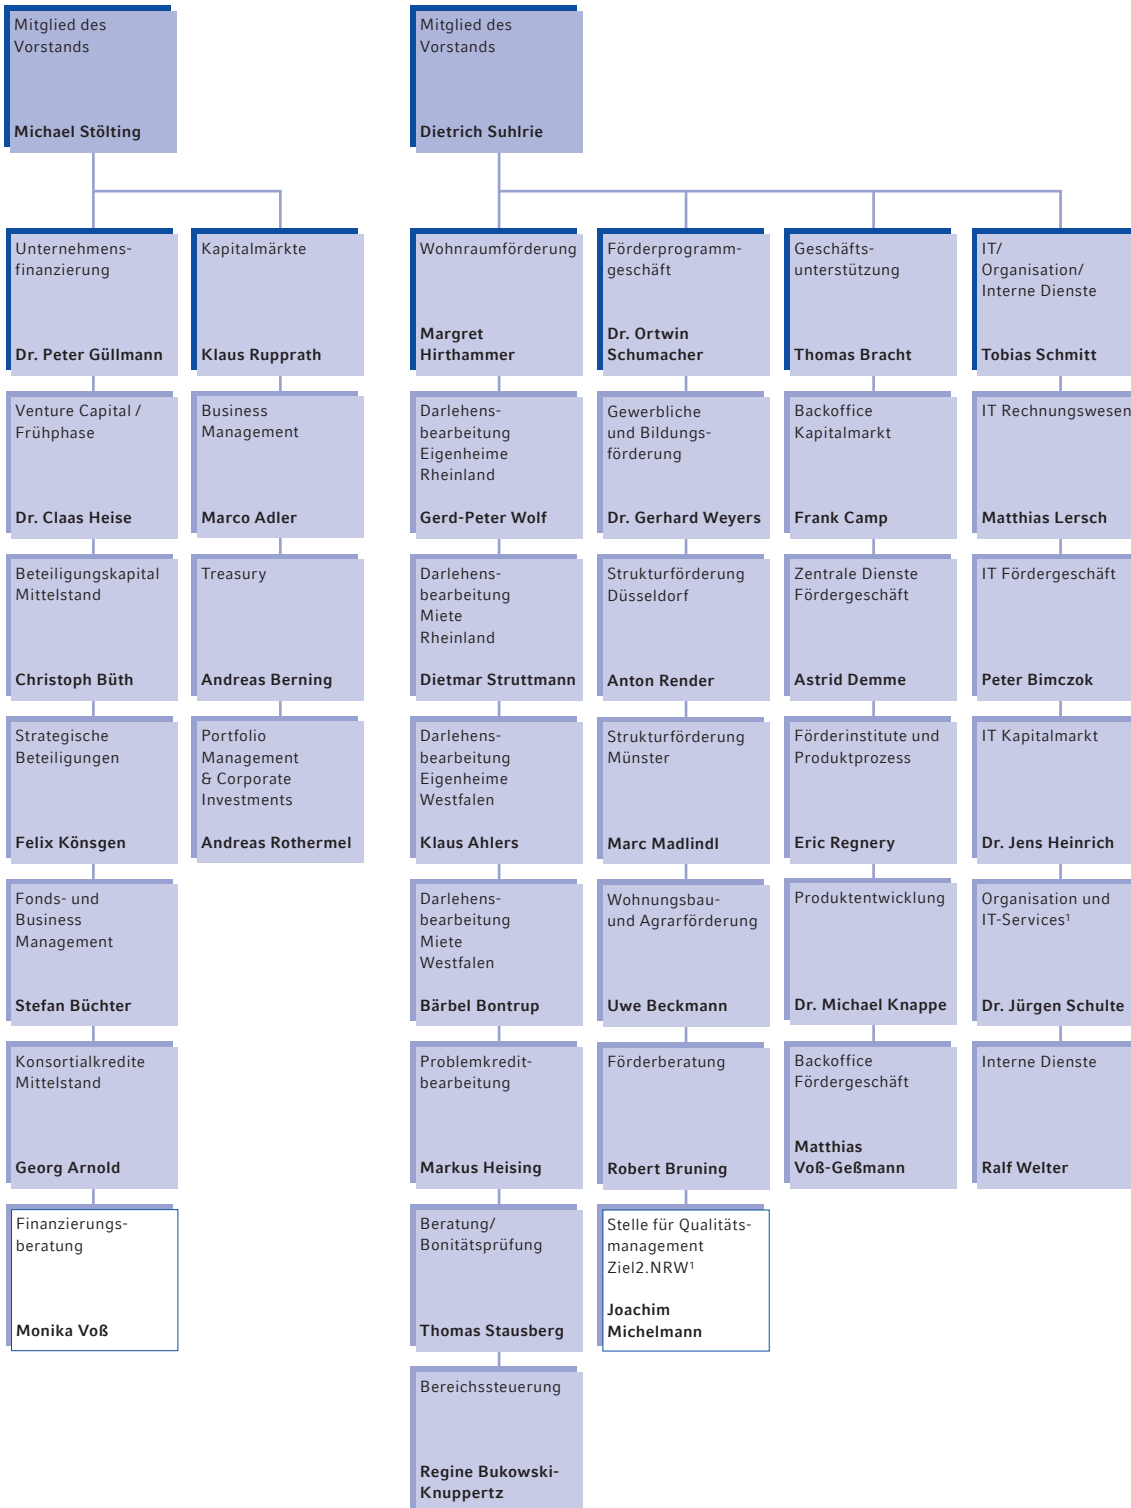 Mitglied des
Vorstands
Michael Stölting
Mitglied des
Vorstands
Dietrich Suhlrie
Unternehmens-
finanzierung
Dr. Peter Güllmann
Venture Capital /
Frühphase
Dr. Claas Heise
Beteiligungskapital
Mittelstand
Christoph Büth
Strategische
Beteiligungen
Felix Könsgen
Fonds- und
Business
Management
Stefan Büchter
Konsortialkredite
Mittelstand
Georg Arnold
Finanzierungs-
beratung
Monika Voß
Kapitalmärkte
Klaus Rupprath
Business
Management
Marco Adler
Treasury
Andreas Berning
Portfolio
Management
& Corporate
Investments
Andreas Rothermel
Wohnraumförderung
Margret
Hirthammer
Darlehens-
bearbeitung
Eigenheime
Rheinland
Gerd-Peter Wolf
Darlehens-
bearbeitung
Miete
Rheinland
Dietmar Struttmann
Darlehens-
bearbeitung
Eigenheime
Westfalen
Klaus Ahlers
Darlehens-
bearbeitung
Miete
Westfalen
Bärbel Bontrup
Problemkredit-
bearbeitung
Markus Heising
Beratung/
Bonitätsprüfung
Thomas Stausberg
Bereichssteuerung
Regine Bukowski-
Knuppertz
Förderprogramm-
geschäft
Dr. Ortwin
Schumacher
Gewerbliche
und Bildungs-
förderung
Dr. Gerhard Weyers
Strukturförderung
Düsseldorf
Anton Render
Strukturförderung
Münster
Marc Madlindl
Wohnungsbau-
und Agrarförderung
Uwe Beckmann
Förderberatung
Robert Bruning
Stelle für Qualitäts-
management
Ziel2.NRW¹
Joachim
Michelmann
Geschäfts-
unterstützung
Thomas Bracht
Backoffice
Kapitalmarkt
Frank Camp
Zentrale Dienste
Fördergeschäft
Astrid Demme
Förderinstitute und
Produktprozess
Eric Regnery
Produktentwicklung
Dr. Michael Knappe
Backoffice
Fördergeschäft
Matthias
Voß-Geßmann
IT/
Organisation/
Interne Dienste
Tobias Schmitt
IT Rechnungswesen
Matthias Lersch
IT Fördergeschäft
Peter Bimczok
IT Kapitalmarkt
Dr. Jens Heinrich
Organisation und
IT-Services¹
Dr. Jürgen Schulte
Interne Dienste
Ralf Welter